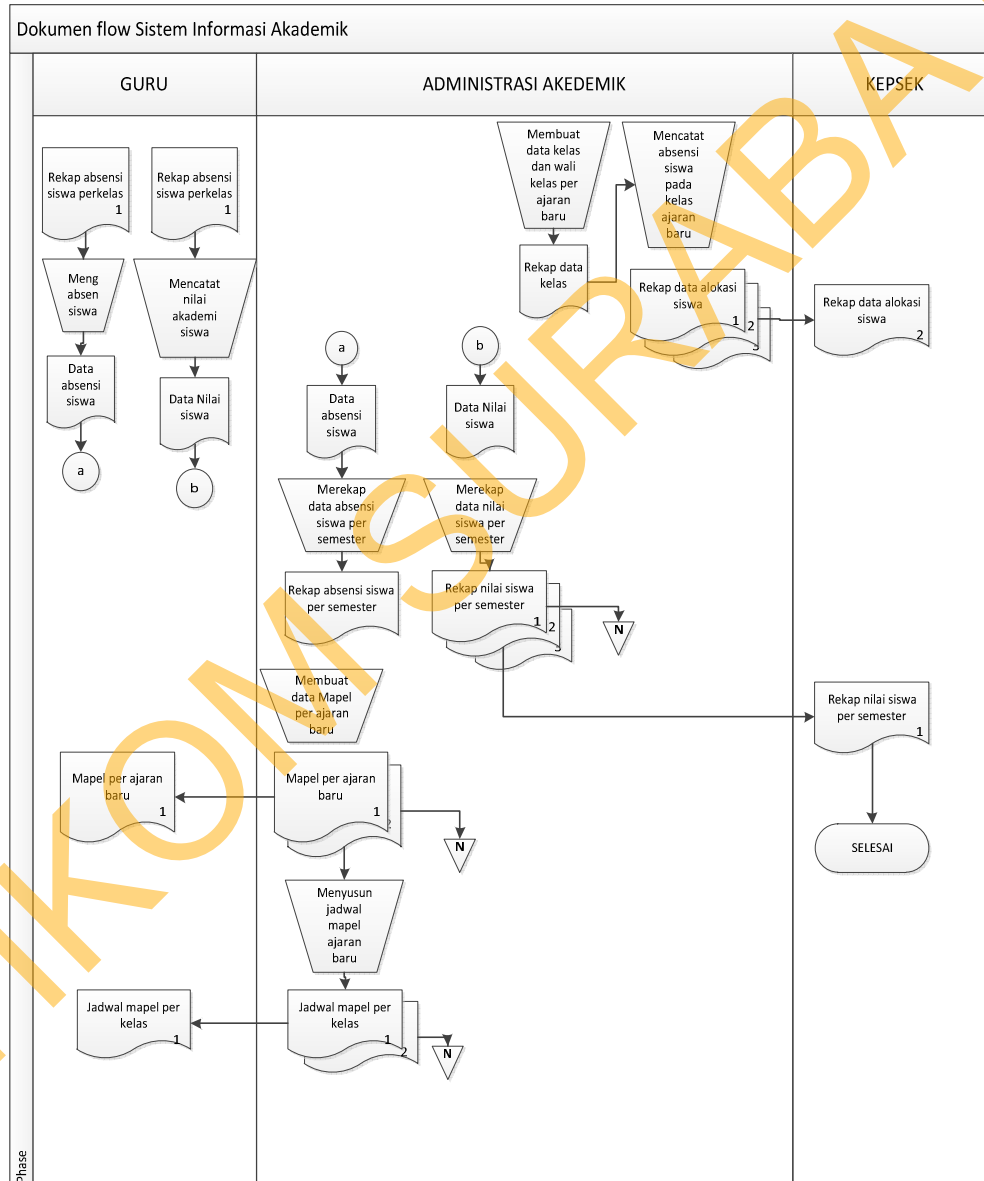 Dokumen flow Sistem Informasi Akademik
GURU
ADMINISTRASI AKEDEMIK
KEPSEK
Rekap absensi
siswa perkelas
1
Rekap absensi
siswa perkelas
1
Meng
absen
siswa
Mencatat
nilai
akademi
siswa
Data
absensi
siswa
Data Nilai
siswa
a
b
Membuat
data kelas
dan wali
kelas per
ajaran
baru
Mencatat
absensi
siswa
pada
kelas
ajaran
baru
Rekap data
kelas
Rekap data alokasi
siswa
1
2
3
Rekap data alokasi
siswa
2
a
b
Data
absensi
siswa
Data Nilai
siswa
Merekap
data absensi
siswa per
semester
Merekap
data nilai
siswa per
semester
Rekap absensi siswa
per semester
Rekap nilai siswa
per semester
1
2
3
N
Membuat
data Mapel
per ajaran
baru
Rekap nilai siswa
per semester
1
Mapel per ajaran
baru
1
Mapel per ajaran
baru
1
2
N
SELESAI
Menyusun
jadwal
mapel
ajaran
baru
Jadwal mapel per
kelas
1
Jadwal mapel per
kelas
1
2
N
Phase
IKOM SURABA